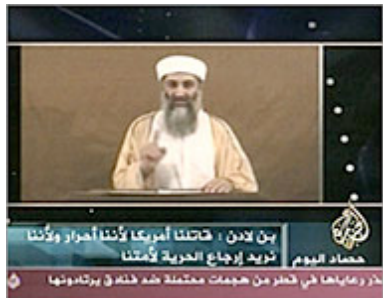 بن لادن : قاتلنا أمريكا لأننا أحرار ولأننا
نريد إرجاع الحرية لأمتنا
حصاد اليوم
ذر رعاياها في قطر من هجمات محتملة ضد فنادق يرتادونها